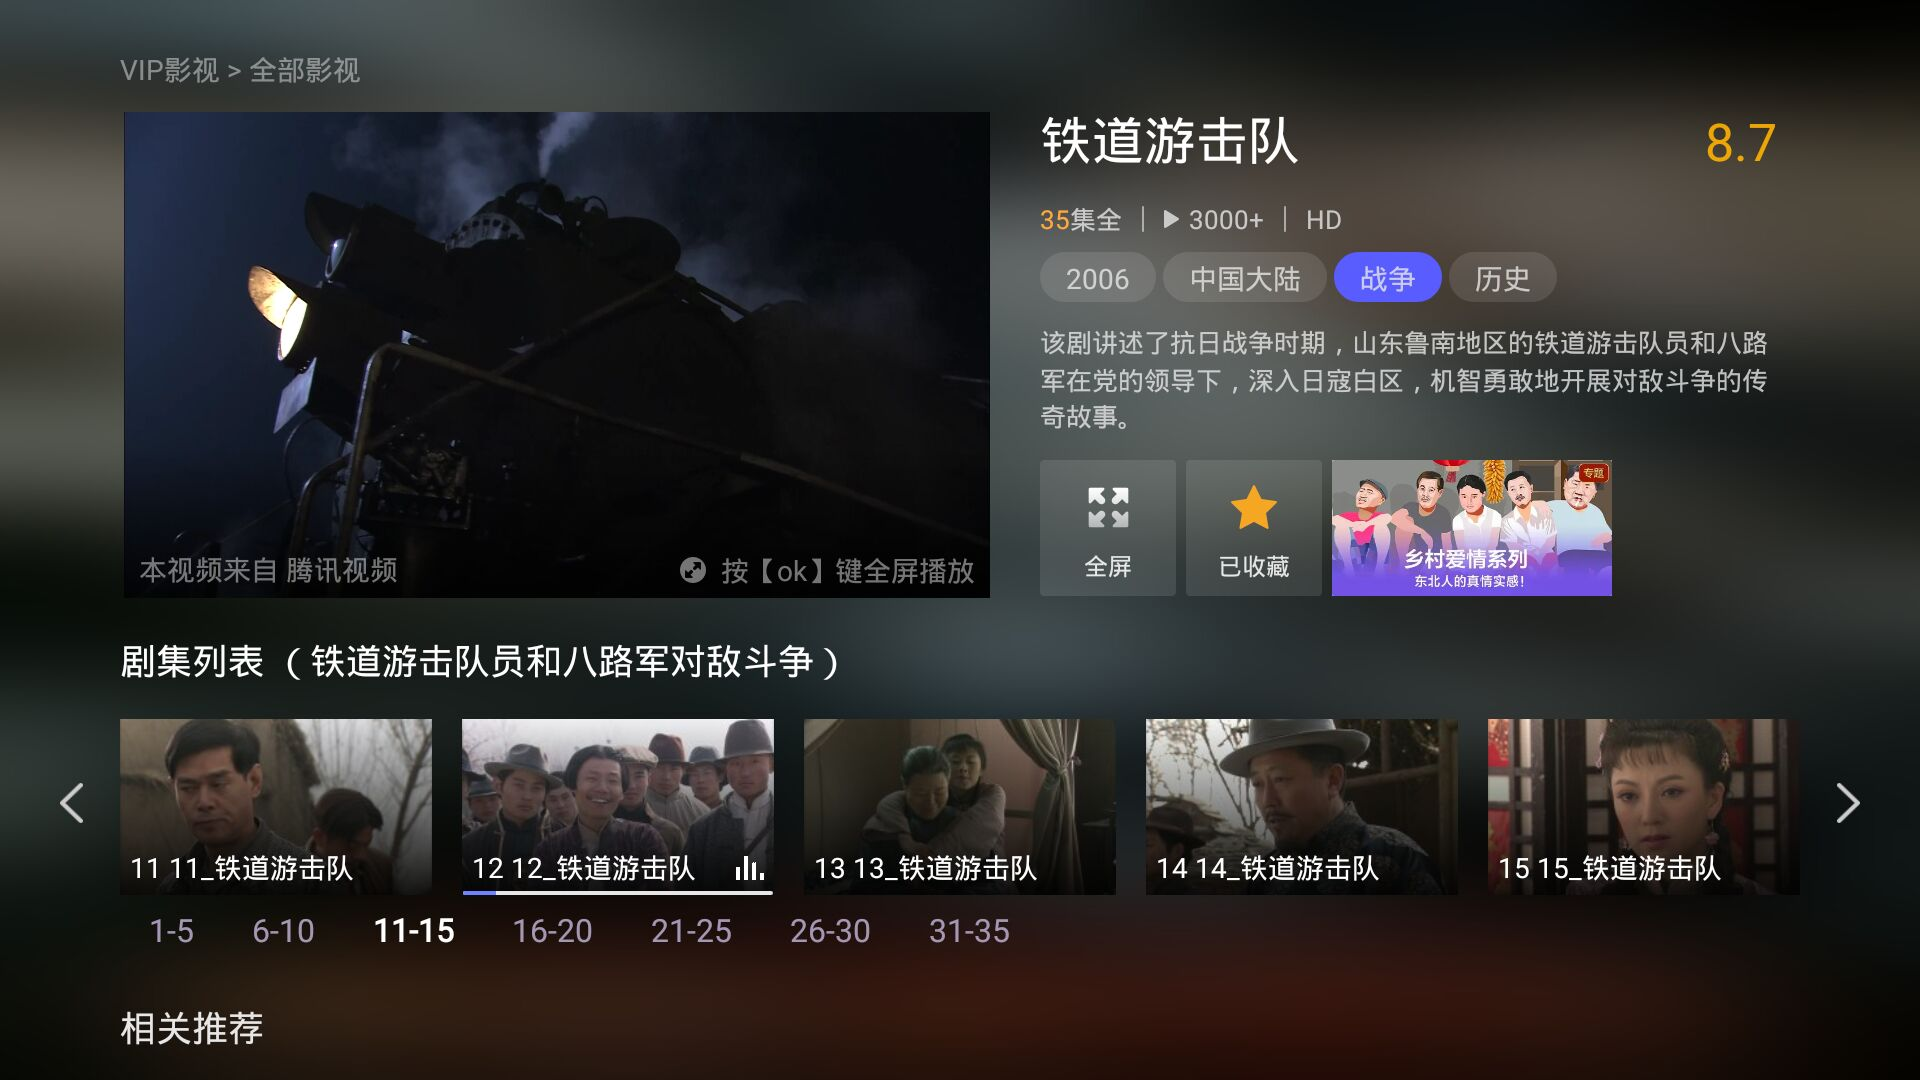 VIP影视 > 全部影视
本视频来自 腾讯视频
按【ok】键全屏播放
铁道游击队
8.7
35集全 | 3000+ | HD
2006 中国大陆 战争 历史
该剧讲述了抗日战争时期，山东鲁南地区的铁道游击队员和八路
军在党的领导下，深入日寇白区，机智勇敢地开展对敌斗争的传
奇故事。
全屏
已收藏
专题
乡村爱情系列
东北人的真情实感！
剧集列表 （铁道游击队员和八路军对敌斗争）
11 11_铁道游击队
12 12_铁道游击队
13 13_铁道游击队
14 14_铁道游击队
15 15_铁道游击队
1-5 6-10 11-15 16-20 21-25 26-30 31-35
相关推荐